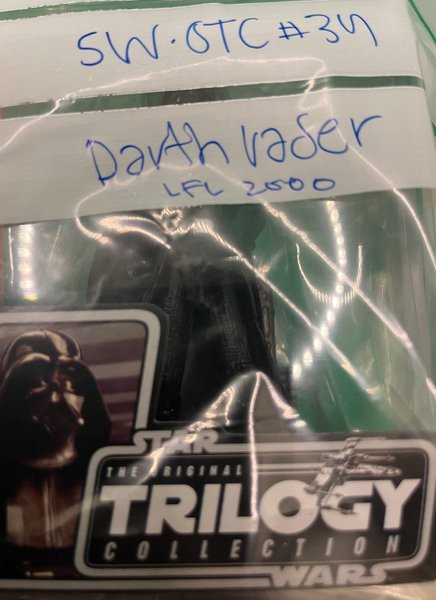 SW·OTC #34
Darth Vader
LFL 2000
STAR
THE ORIGINAL
TRILOGY
COLLECTION
WARS